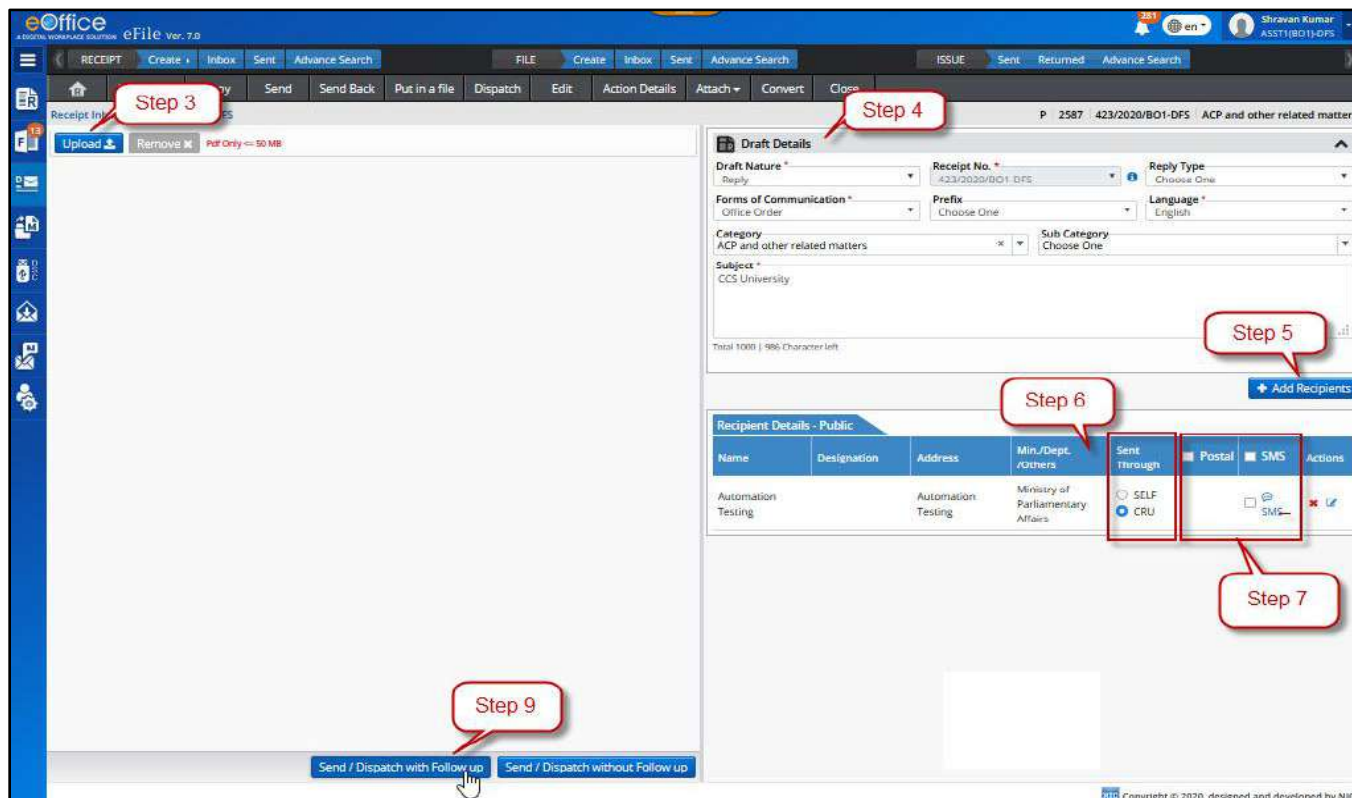 eOffice
A DIGITAL WORKPLACE SOLUTION eFile Ver. 7.0
281
en
Shravan Kumar
ASST1(BO1)-DFS
RECEIPT Create Inbox Sent Advance Search FILE Create Inbox Sent Advance Search ISSUE Sent Returned Advance Search
Send Send Back Put in a file Dispatch Edit Action Details Attach Convert Close
Step 3
Step 4
P 2587 423/2020/BO1-DFS ACP and other related matter
13
Upload Remove Pdf Only <= 50 MB
Draft Details
Draft Nature * Receipt No. * Reply Type
Reply 423/2020/BO1-DFS Choose One
Forms of Communication * Prefix Language *
Office Order Choose One English
Category Sub Category
ACP and other related matters Choose One
Subject *
CCS University
Total 1000 | 986 Character left
Step 5
+ Add Recipients
Step 6
Recipient Details - Public
Name Designation Address Min./Dept. /Others Sent Through Postal SMS Actions
Automation Testing Automation Testing Ministry of Parliamentary Affairs SELF CRU SMS
Step 7
Step 9
Send / Dispatch with Follow up Send / Dispatch without Follow up
Copyright © 2020, designed and developed by NIC